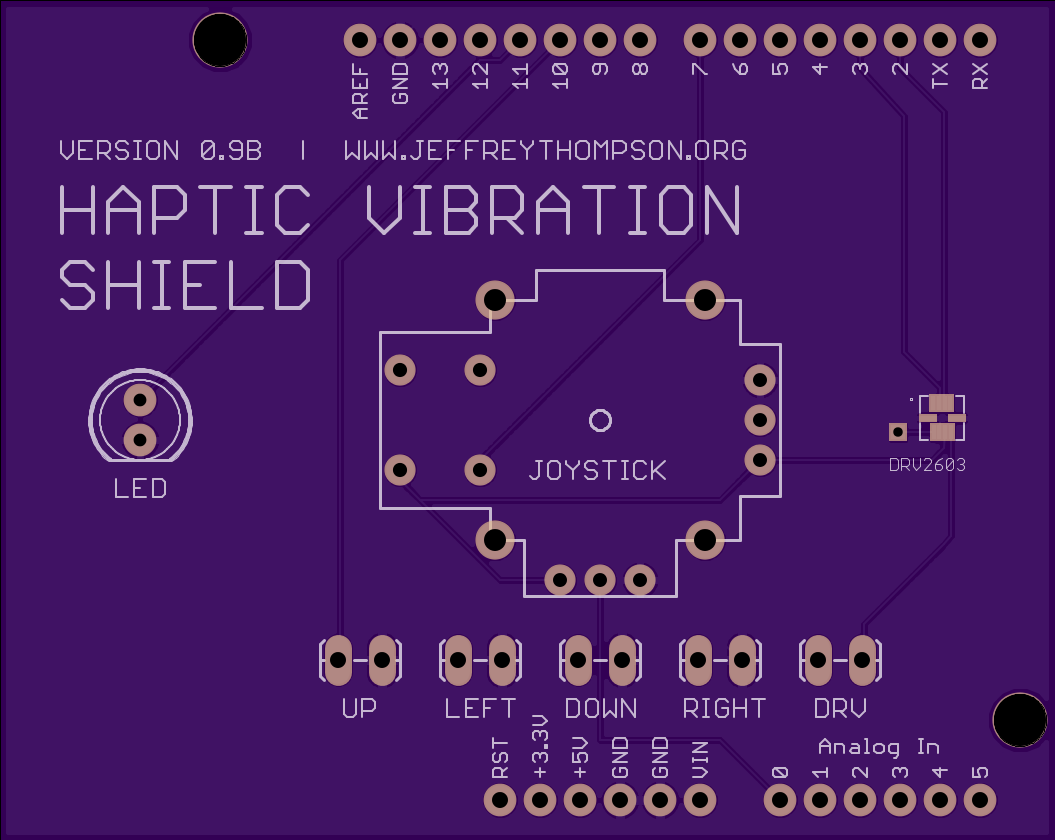 AREF GND 13 12 11 10 9 8 7 6 5 4 3 2 TX RX
VERSION 0.9B | WWW.JEFFREYTHOMPSON.ORG
HAPTIC VIBRATION
SHIELD
JOYSTICK
DRV2603
LED
UP LEFT DOWN RIGHT DRV
Analog In
RST +3.3V +5V GND GND VIN 0 1 2 3 4 5